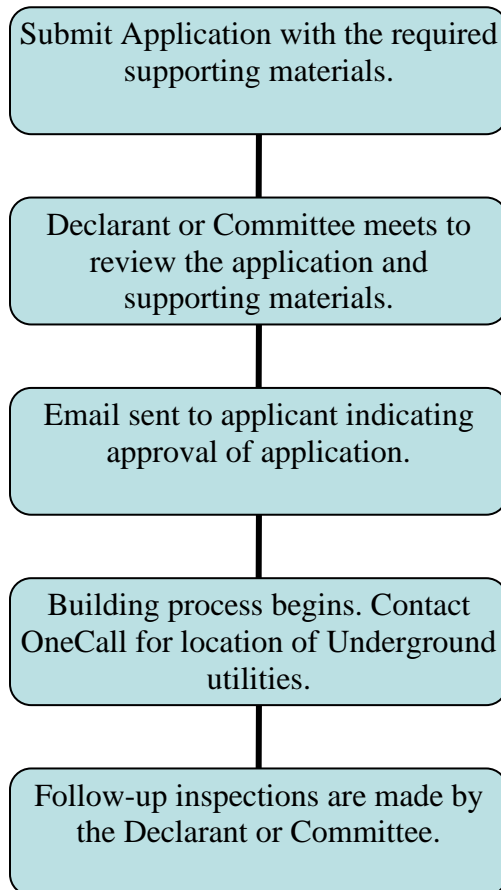 Submit Application with the required
supporting materials.
Declarant or Committee meets to
review the application and
supporting materials.
Email sent to applicant indicating
approval of application.
Building process begins. Contact
OneCall for location of Underground
utilities.
Follow-up inspections are made by
the Declarant or Committee.